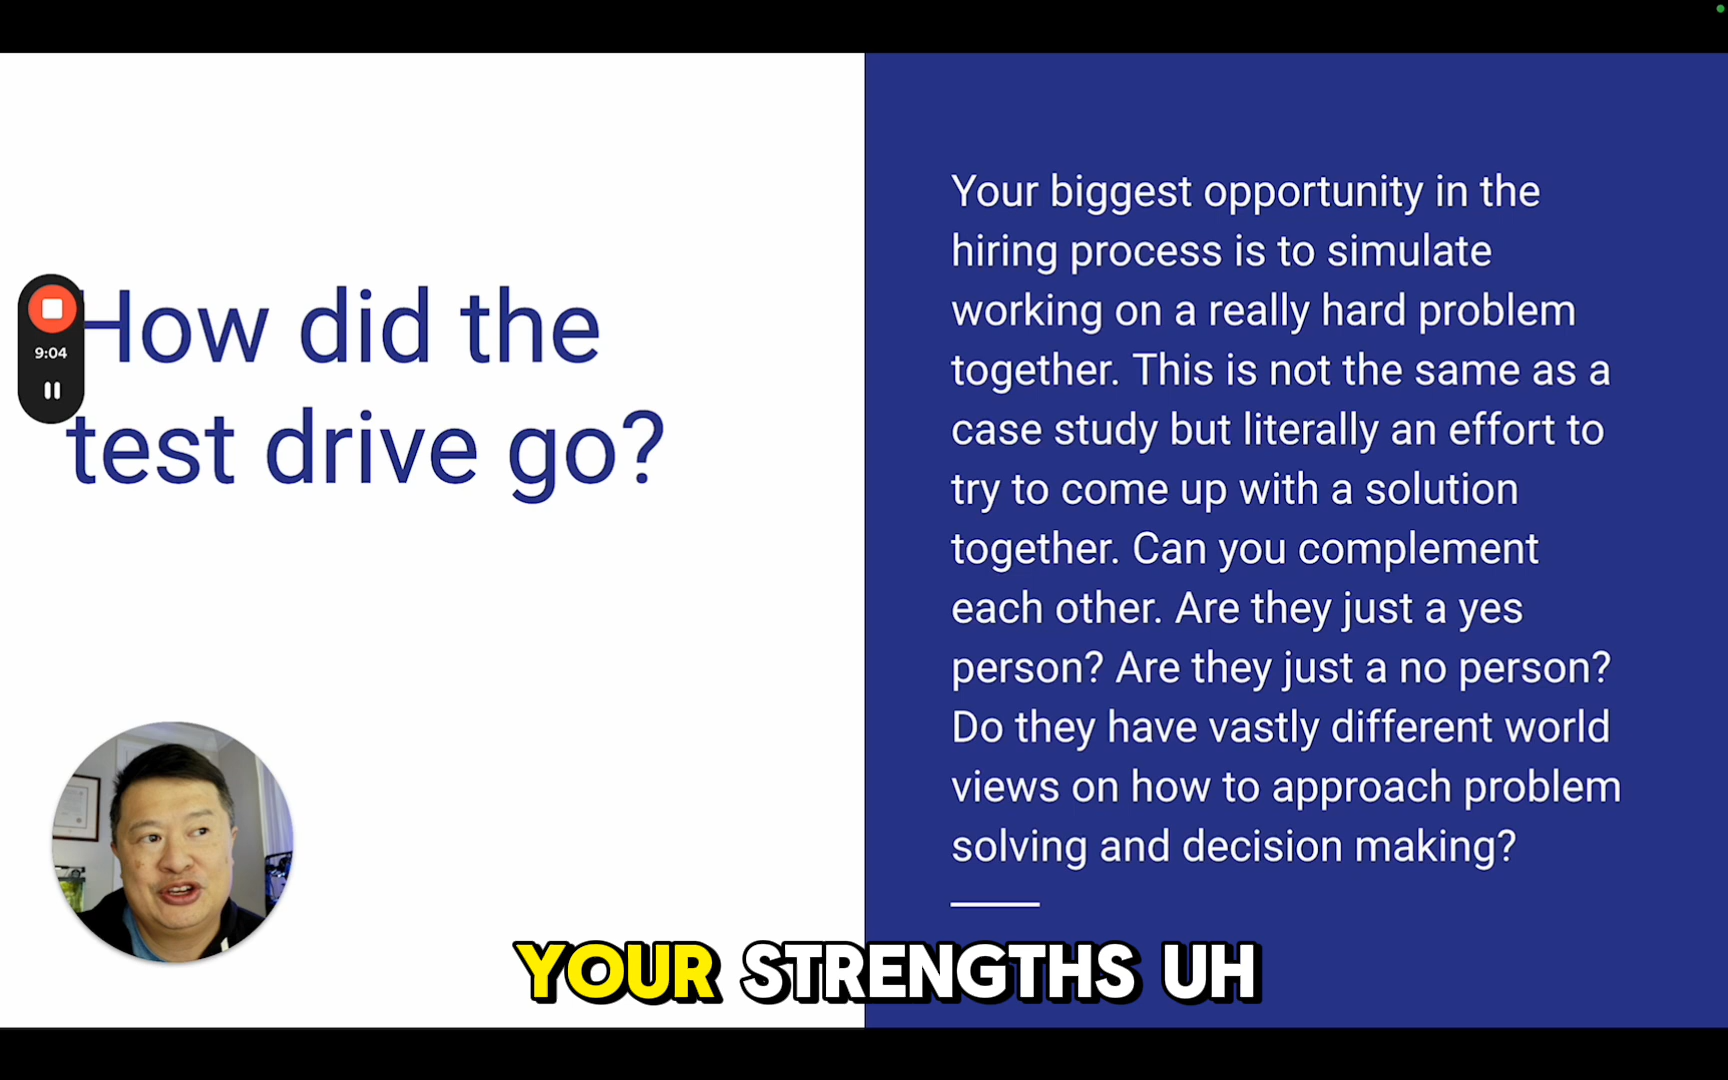 How did the
test drive go?
9:04
Your biggest opportunity in the
hiring process is to simulate
working on a really hard problem
together. This is not the same as a
case study but literally an effort to
try to come up with a solution
together. Can you complement
each other. Are they just a yes
person? Are they just a no person?
Do they have vastly different world
views on how to approach problem
solving and decision making?
YOUR STRENGTHS UH